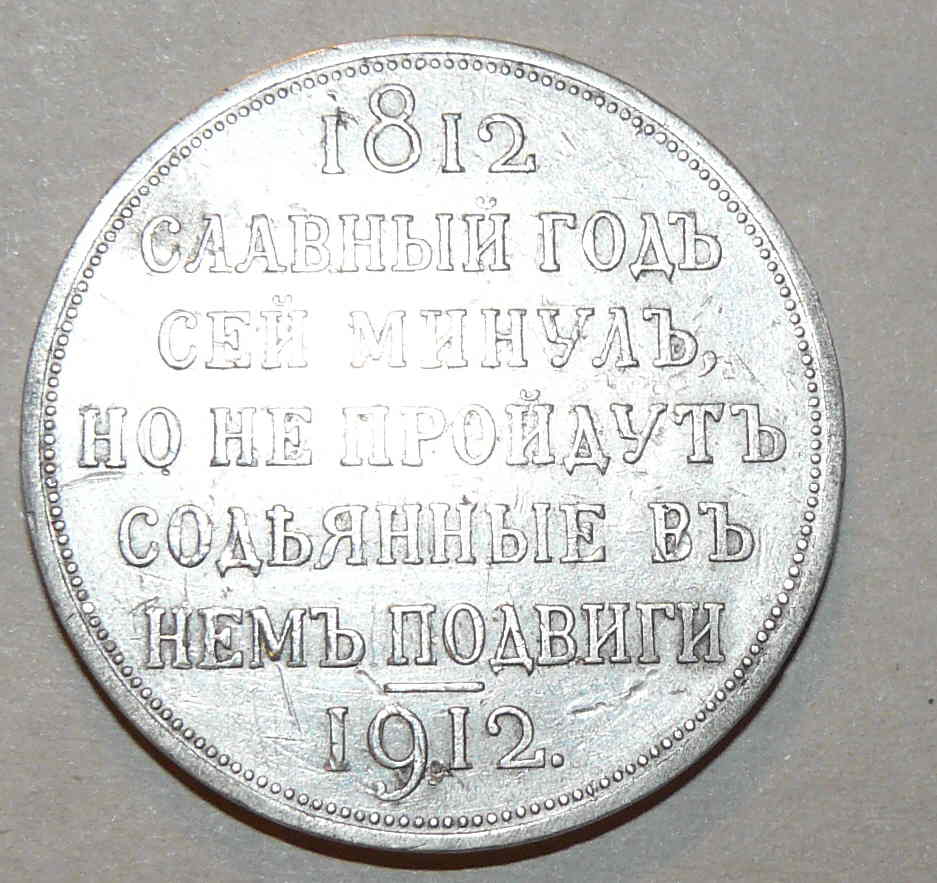 1812
СЛАВНЫЙ ГОДЪ
СЕЙ МИНУЛЪ,
НО НЕ ПРОЙДУТЪ
СОДѢЯННЫЕ ВЪ
НЕМЪ ПОДВИГИ
1912.